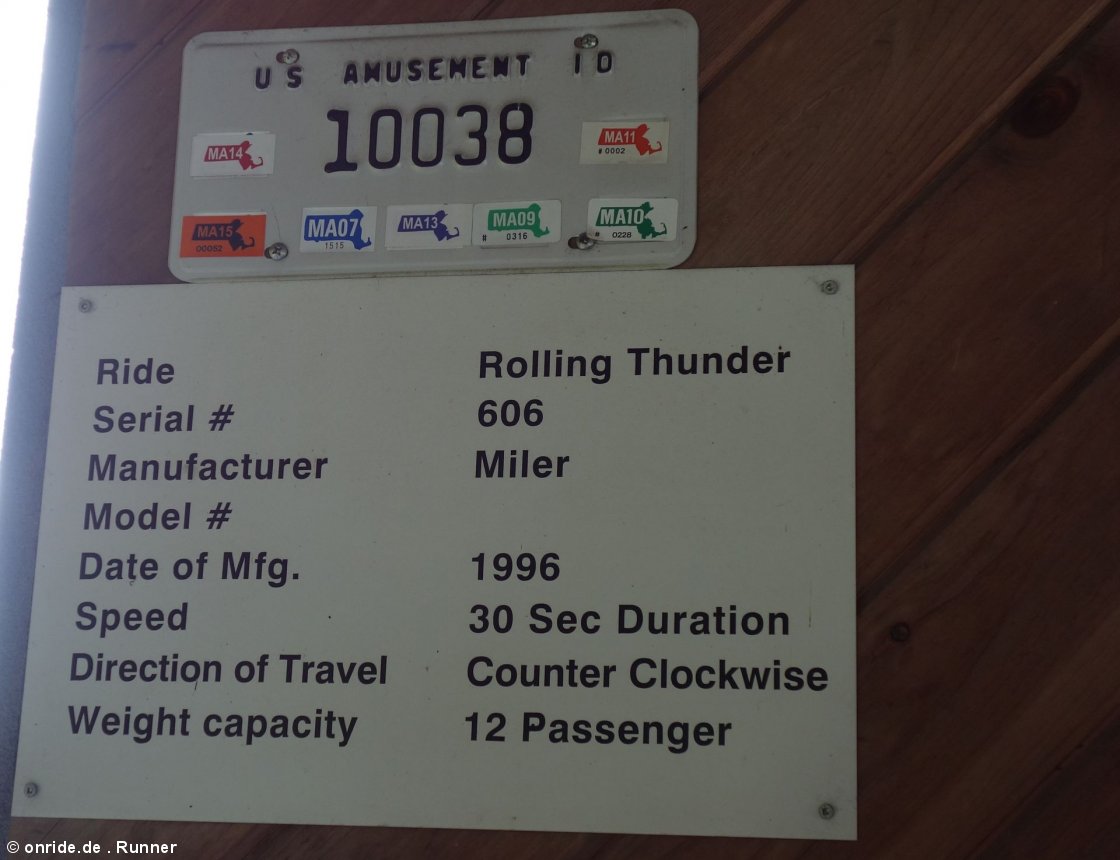 US AMUSEMENT ID
10038
MA14
MA11
# 0002
MA15
00052
MA07
1515
MA13
MA09
# 0316
MA10
# 0228
Ride Rolling Thunder
Serial # 606
Manufacturer Miler
Model #
Date of Mfg. 1996
Speed 30 Sec Duration
Direction of Travel Counter Clockwise
Weight capacity 12 Passenger
© onride.de . Runner